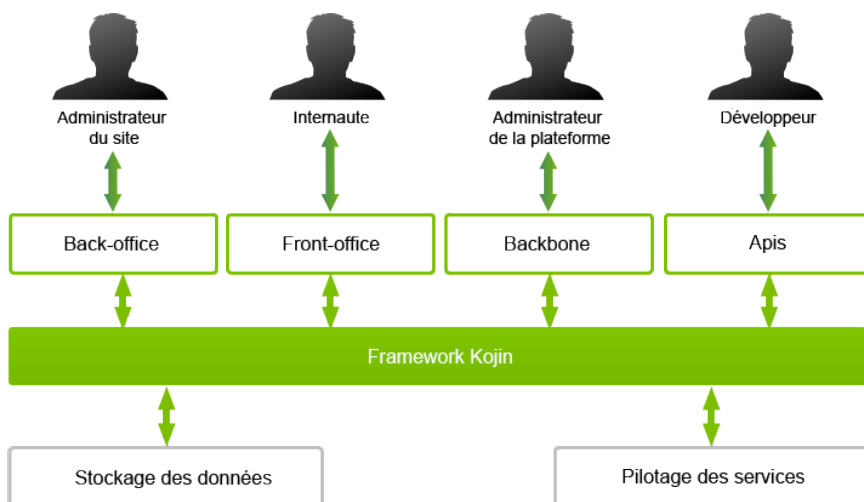 Administrateur
du site
Internaute
Administrateur
de la plateforme
Développeur
Back-office
Front-office
Backbone
Apis
Framework Kojin
Stockage des données
Pilotage des services